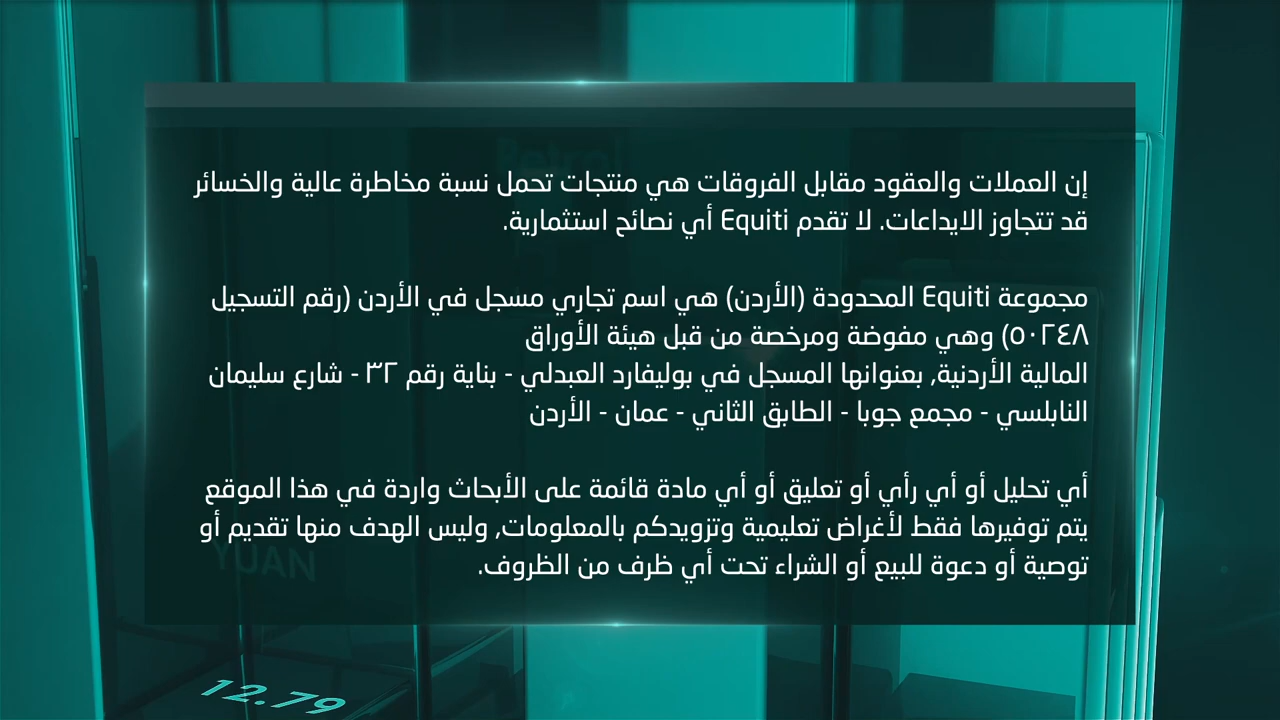 إن العملات والعقود مقابل الفروقات هي منتجات تحمل نسبة مخاطرة عالية والخسائر
قد تتجاوز الايداعات. لا تقدم Equiti أي نصائح استثمارية.
مجموعة Equiti المحدودة (الأردن) هي اسم تجاري مسجل في الأردن (رقم التسجيل
٥٠٢٤٨) وهي مفوضة ومرخصة من قبل هيئة الأوراق
المالية الأردنية, بعنوانها المسجل في بوليفارد العبدلي - بناية رقم ٣٢ - شارع سليمان
النابلسي - مجمع جوبا - الطابق الثاني - عمان - الأردن
أي تحليل أو أي رأي أو تعليق أو أي مادة قائمة على الأبحاث واردة في هذا الموقع
يتم توفيرها فقط لأغراض تعليمية وتزويدكم بالمعلومات, وليس الهدف منها تقديم أو
توصية أو دعوة للبيع أو الشراء تحت أي ظرف من الظروف.
YUAN
12.79